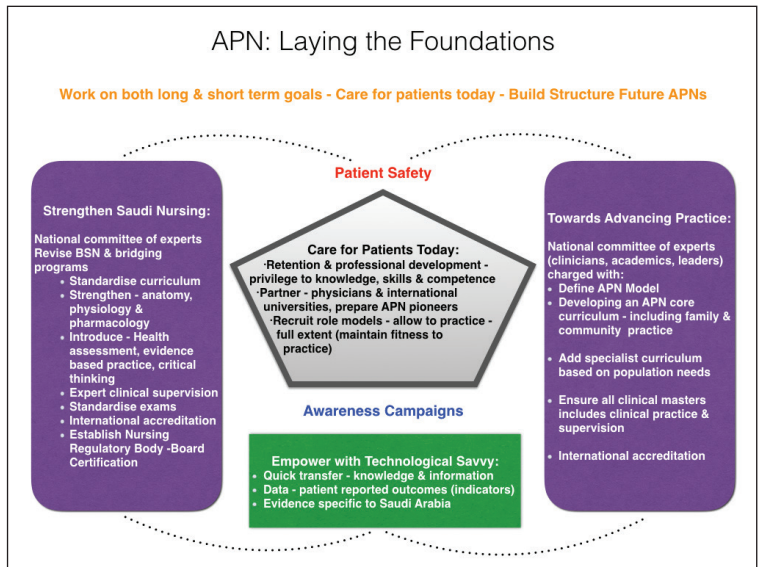 APN: Laying the Foundations
Work on both long & short term goals - Care for patients today - Build Structure Future APNs
Strengthen Saudi Nursing:
National committee of experts
Revise BSN & bridging
programs
• Standardise curriculum
• Strengthen - anatomy,
physiology &
pharmacology
• Introduce - Health
assessment, evidence
based practice, critical
thinking
• Expert clinical supervision
• Standardise exams
• International accreditation
• Establish Nursing
Regulatory Body -Board
Certification
Patient Safety
Care for Patients Today:
·Retention & professional development -
privilege to knowledge, skills & competence
·Partner - physicians & international
universities, prepare APN pioneers
·Recruit role models - allow to practice -
full extent (maintain fitness to
practice)
Awareness Campaigns
Empower with Technological Savvy:
• Quick transfer - knowledge & information
• Data - patient reported outcomes (indicators)
• Evidence specific to Saudi Arabia
Towards Advancing Practice:
National committee of experts
(clinicians, academics, leaders)
charged with:
• Define APN Model
• Developing an APN core
curriculum - including family &
community practice
• Add specialist curriculum
based on population needs
• Ensure all clinical masters
includes clinical practice &
supervision
• International accreditation